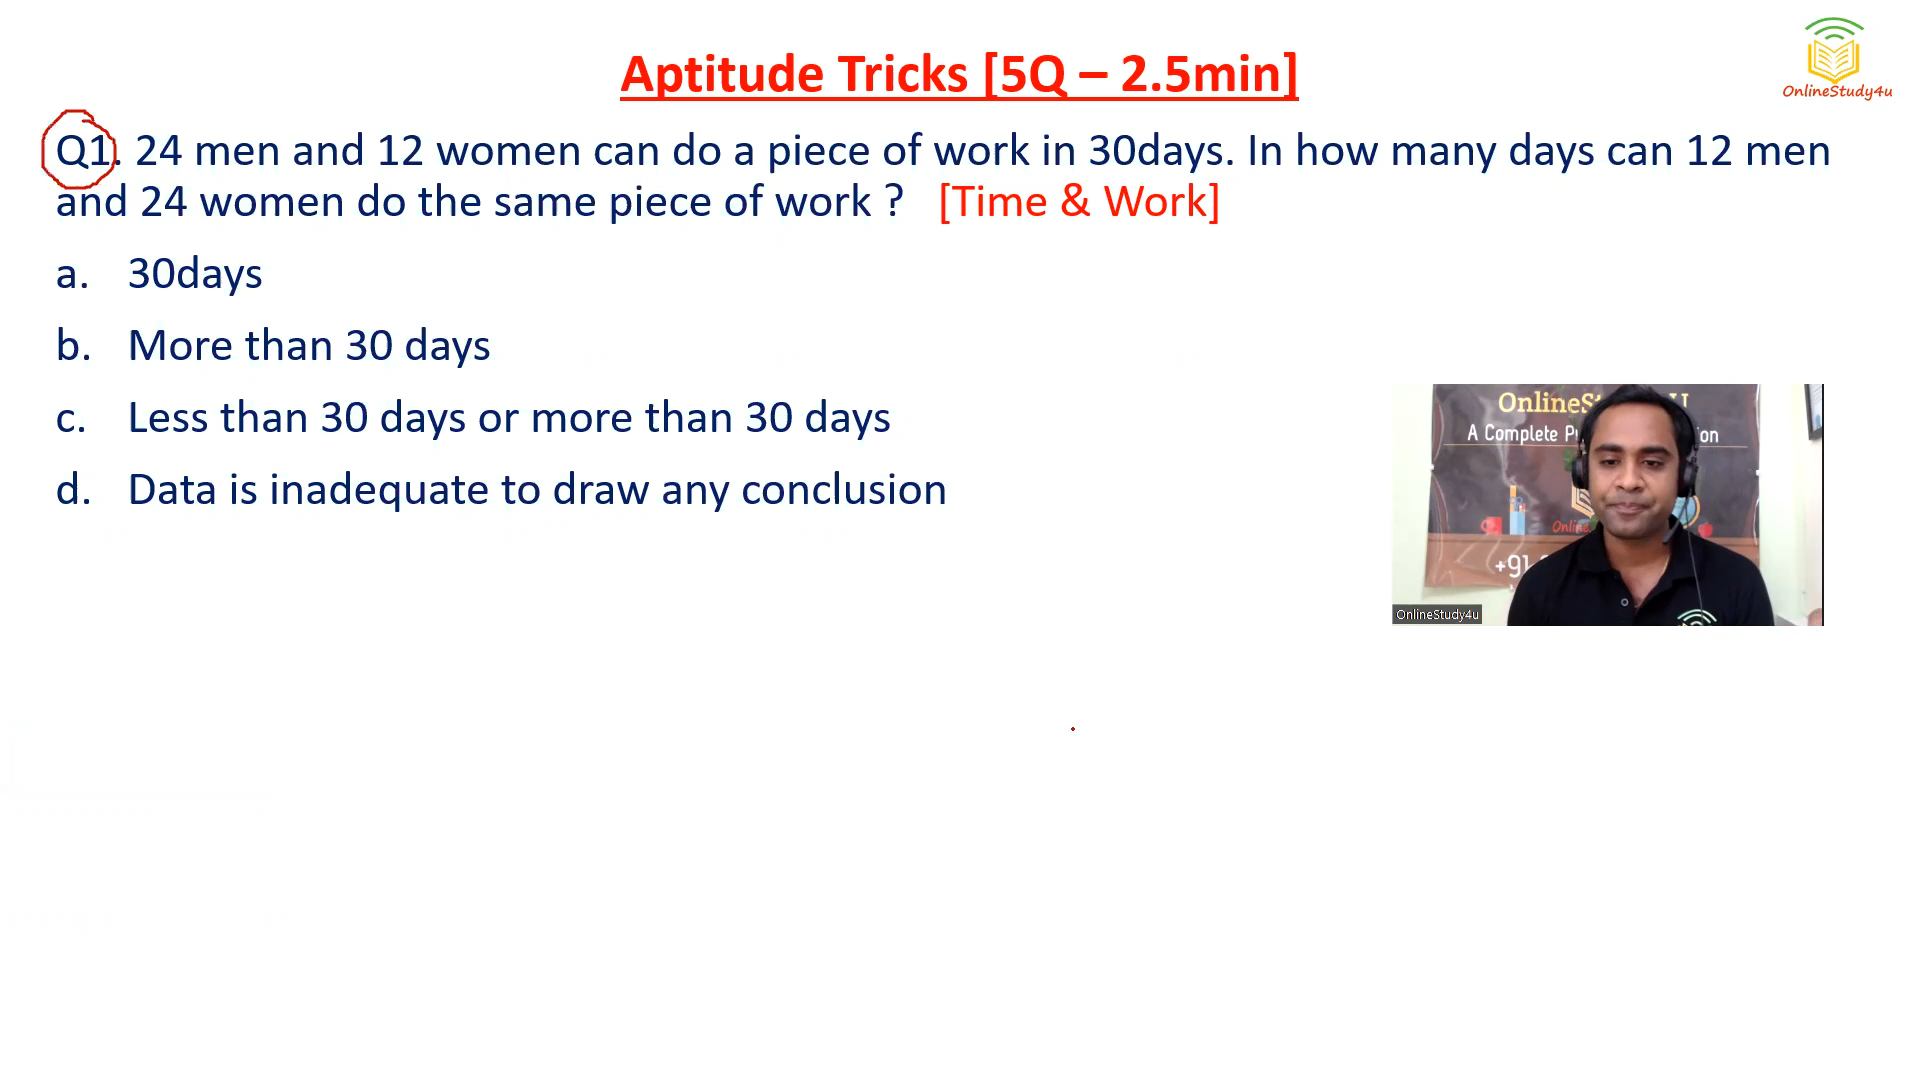 Aptitude Tricks [5Q – 2.5min]
OnlineStudy4u
Q1. 24 men and 12 women can do a piece of work in 30days. In how many days can 12 men
and 24 women do the same piece of work ? [Time & Work]
a. 30days
b. More than 30 days
c. Less than 30 days or more than 30 days
d. Data is inadequate to draw any conclusion
A Complete
+91
OnlineStudy4u